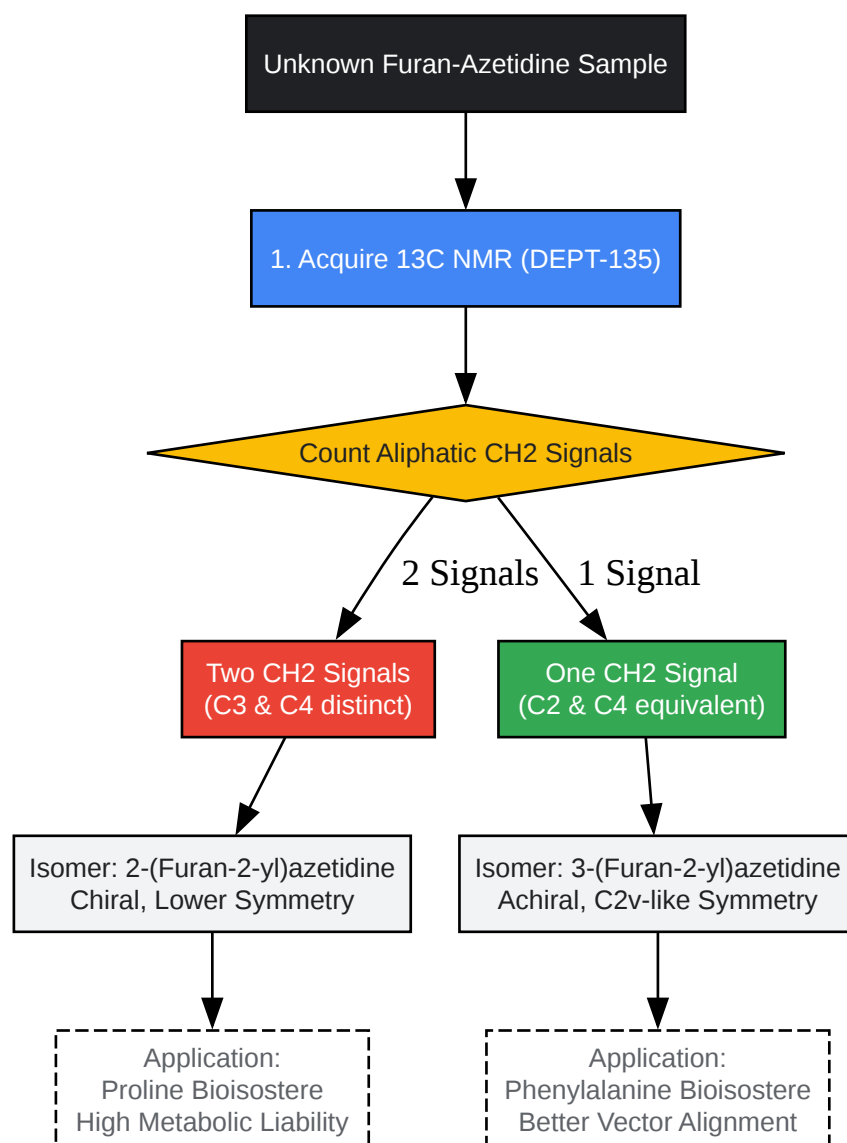 Unknown Furan-Azetidine Sample
1. Acquire 13C NMR (DEPT-135)
Count Aliphatic CH2 Signals
2 Signals
1 Signal
Two CH2 Signals
(C3 & C4 distinct)
One CH2 Signal
(C2 & C4 equivalent)
Isomer: 2-(Furan-2-yl)azetidine
Chiral, Lower Symmetry
Isomer: 3-(Furan-2-yl)azetidine
Achiral, C2v-like Symmetry
Application:
Proline Bioisostere
High Metabolic Liability
Application:
Phenylalanine Bioisostere
Better Vector Alignment